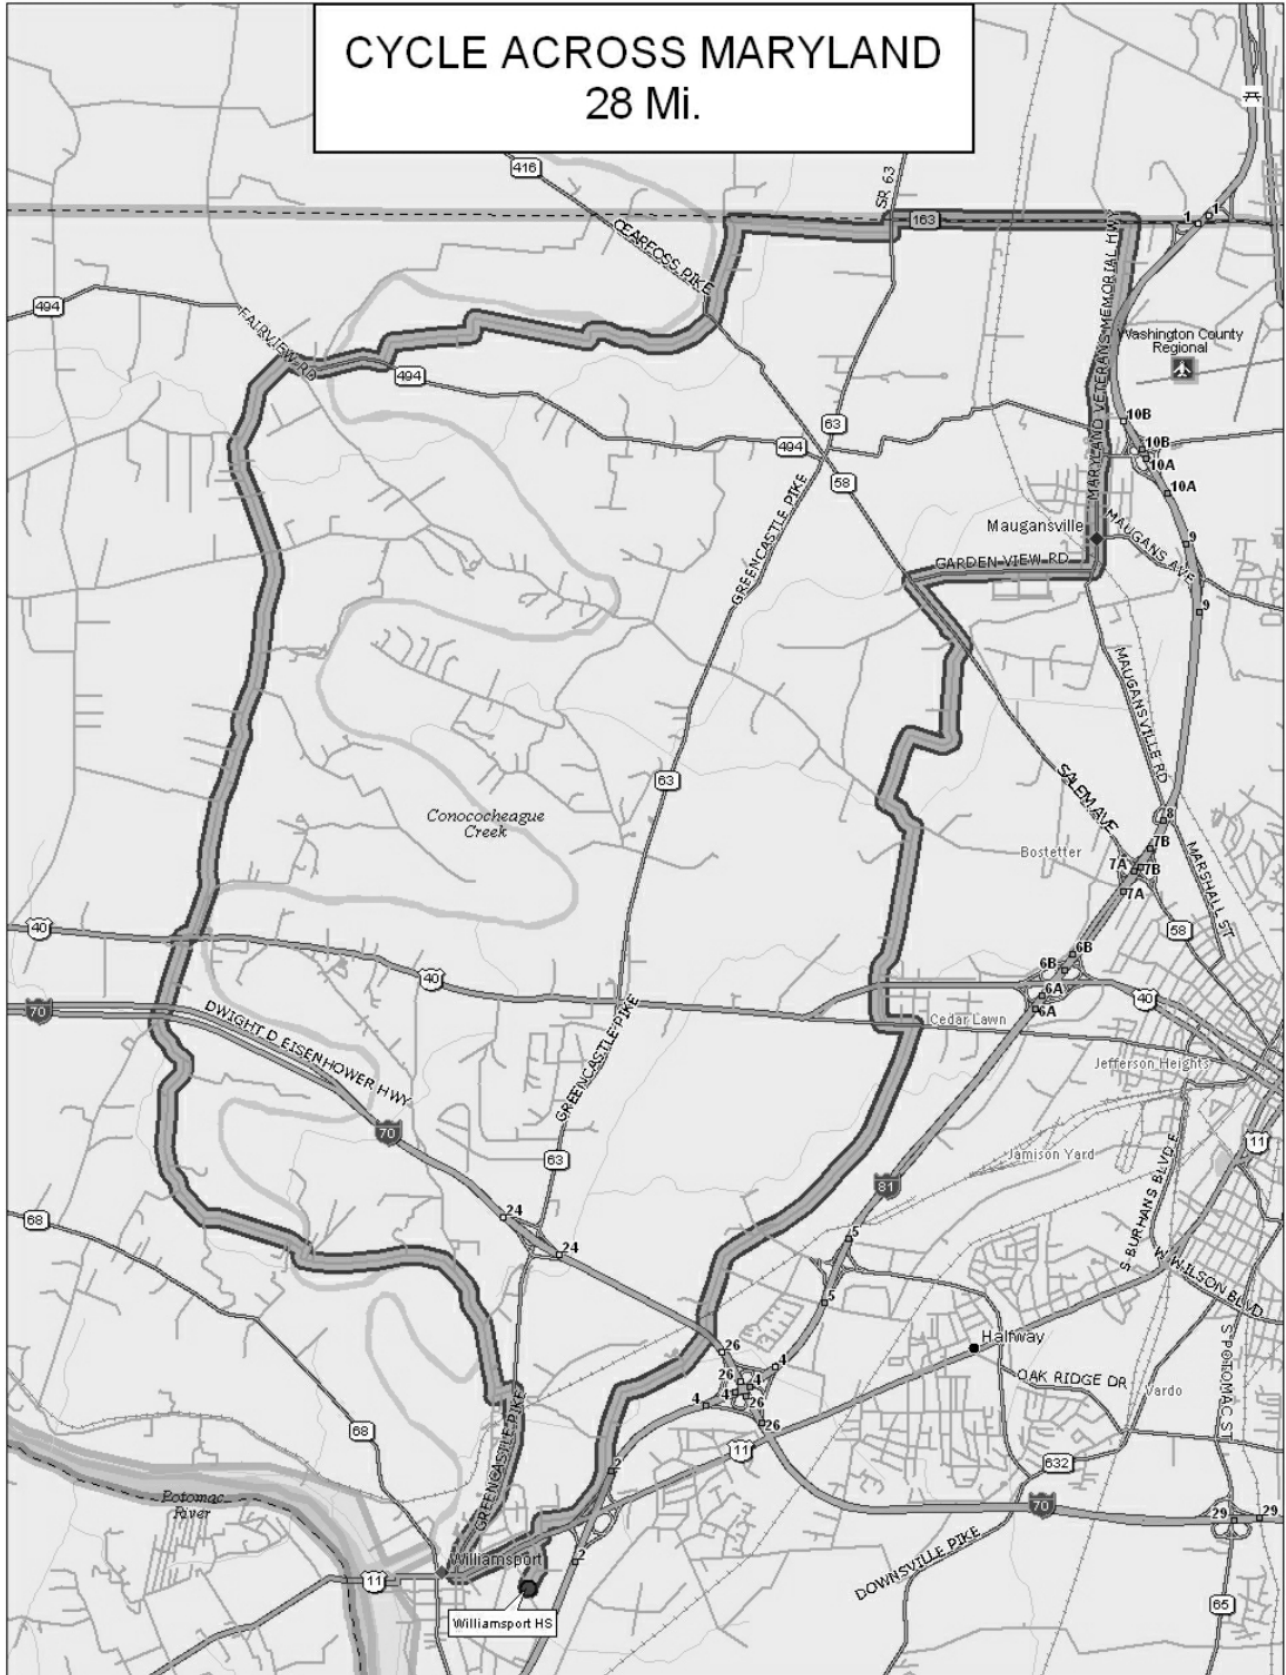 CYCLE ACROSS MARYLAND
28 Mi.
416
SR 63
CEARFOSS PIKE
163
1
1
494
FAIRVIEW RD
MARYLAND VETERANS MEMORIAL HWY
Washington County
Regional
494
63
10B
494
10B
10A
58
10A
GREENCASTLE PIKE
Maugansville
MAUGANS AVE
9
GARDEN VIEW RD
9
MAUGANSVILLE RD
63
SALEM AVE
Conococheague
Creek
8
7B
Bostetter
7A
7B
7A
MARSHALL ST
40
58
6B
6B
40
6A
40
6A
70
DWIGHT D EISENHOWER HWY
GREENCASTLE PIKE
Cedar Lawn
Jefferson Heights
70
63
Jamison Yard
11
S BURHANS BLVD E
81
68
24
24
5
W WILSON BLVD
5
Halfway
26
4
S POTOMAC ST
OAK RIDGE DR
Vardo
26
4
4
4
26
26
GREENCASTLE PIKE
68
11
632
2
Potomac
River
70
29
29
DOWNSVILLE PIKE
Williamsport
2
11
Williamsport HS
65